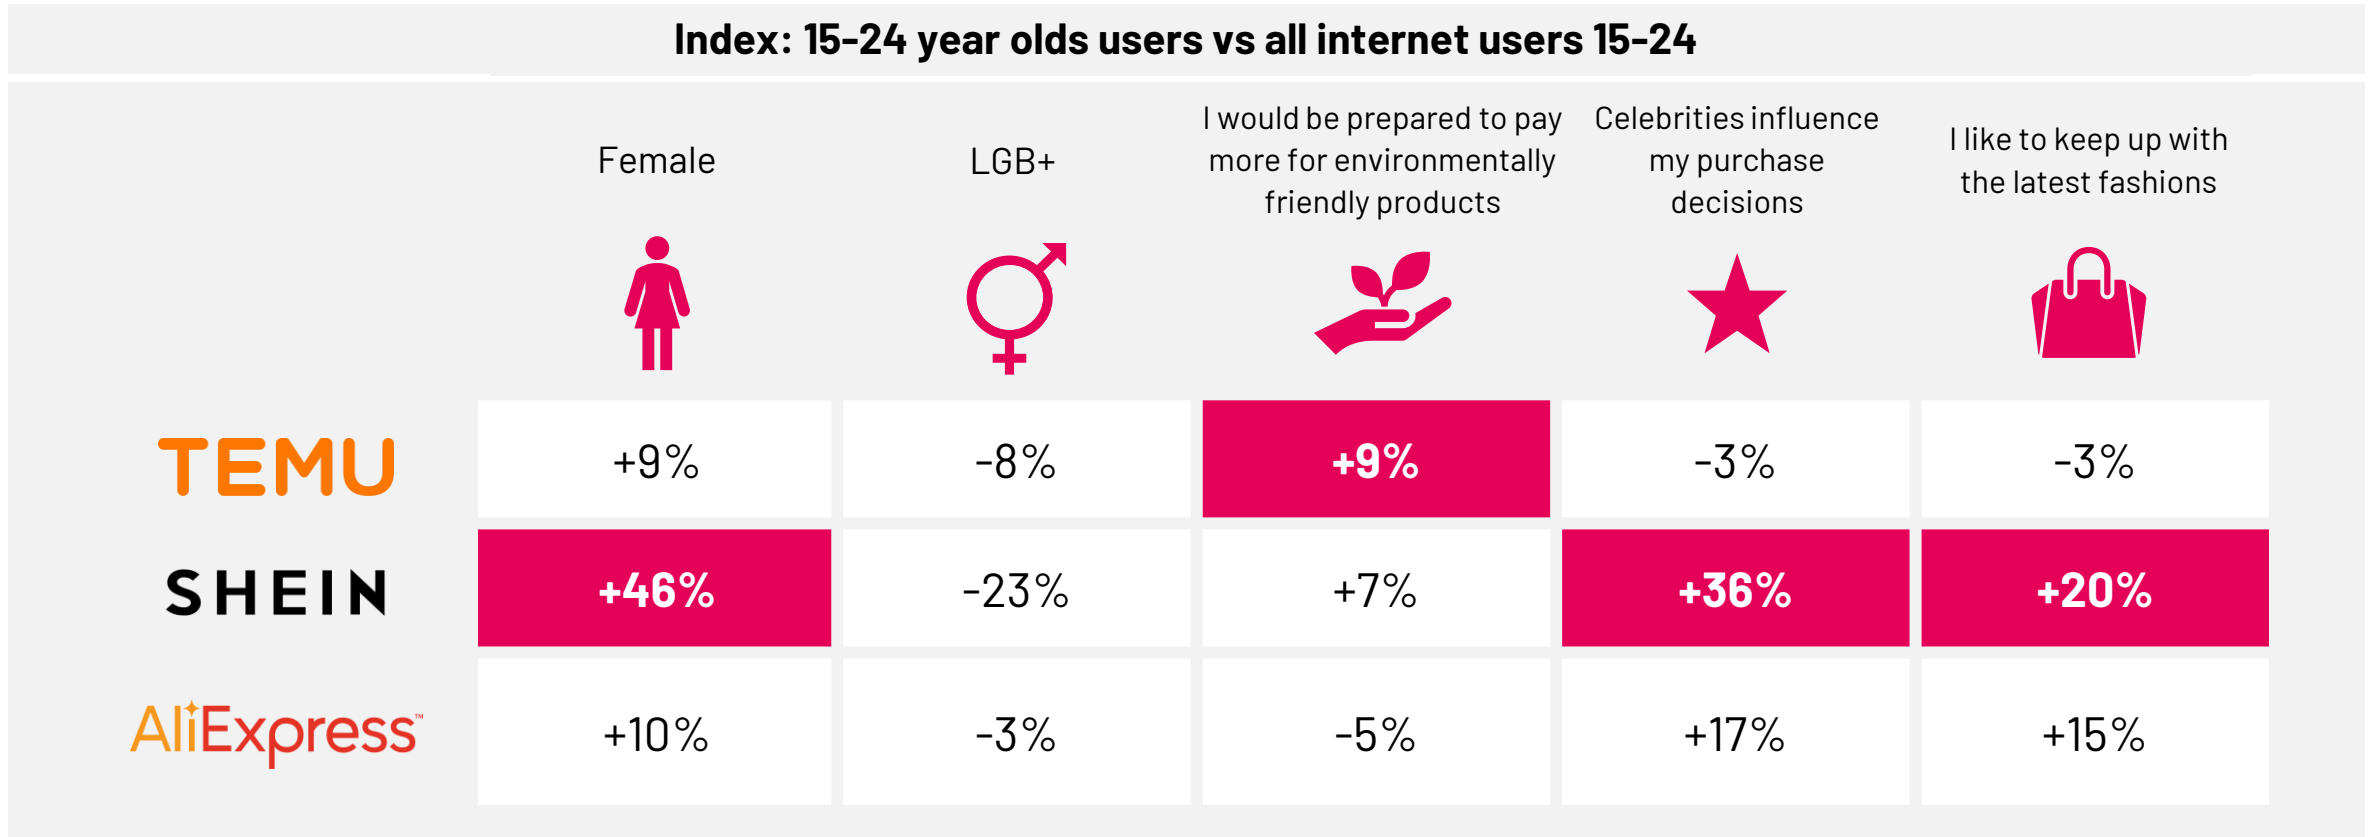 Index: 15-24 year olds users vs all internet users 15-24
Female
LGB+
I would be prepared to pay
more for environmentally
friendly products
Celebrities influence
my purchase
decisions
I like to keep up with
the latest fashions
TEMU
+9%
-8%
+9%
-3%
-3%
SHEIN
+46%
-23%
+7%
+36%
+20%
AliExpress™
+10%
-3%
-5%
+17%
+15%